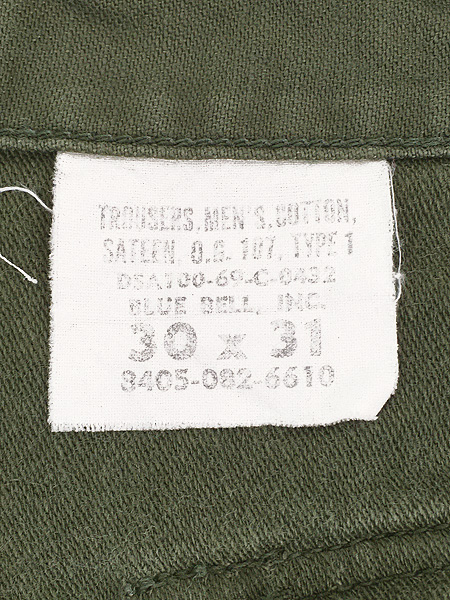 TROUSERS, MEN'S, COTTON,
SATEEN. O.G. 107, TYPE 1
DSA100-69-C-0432
BLUE BELL, INC.
30 x 31
8405-082-6610